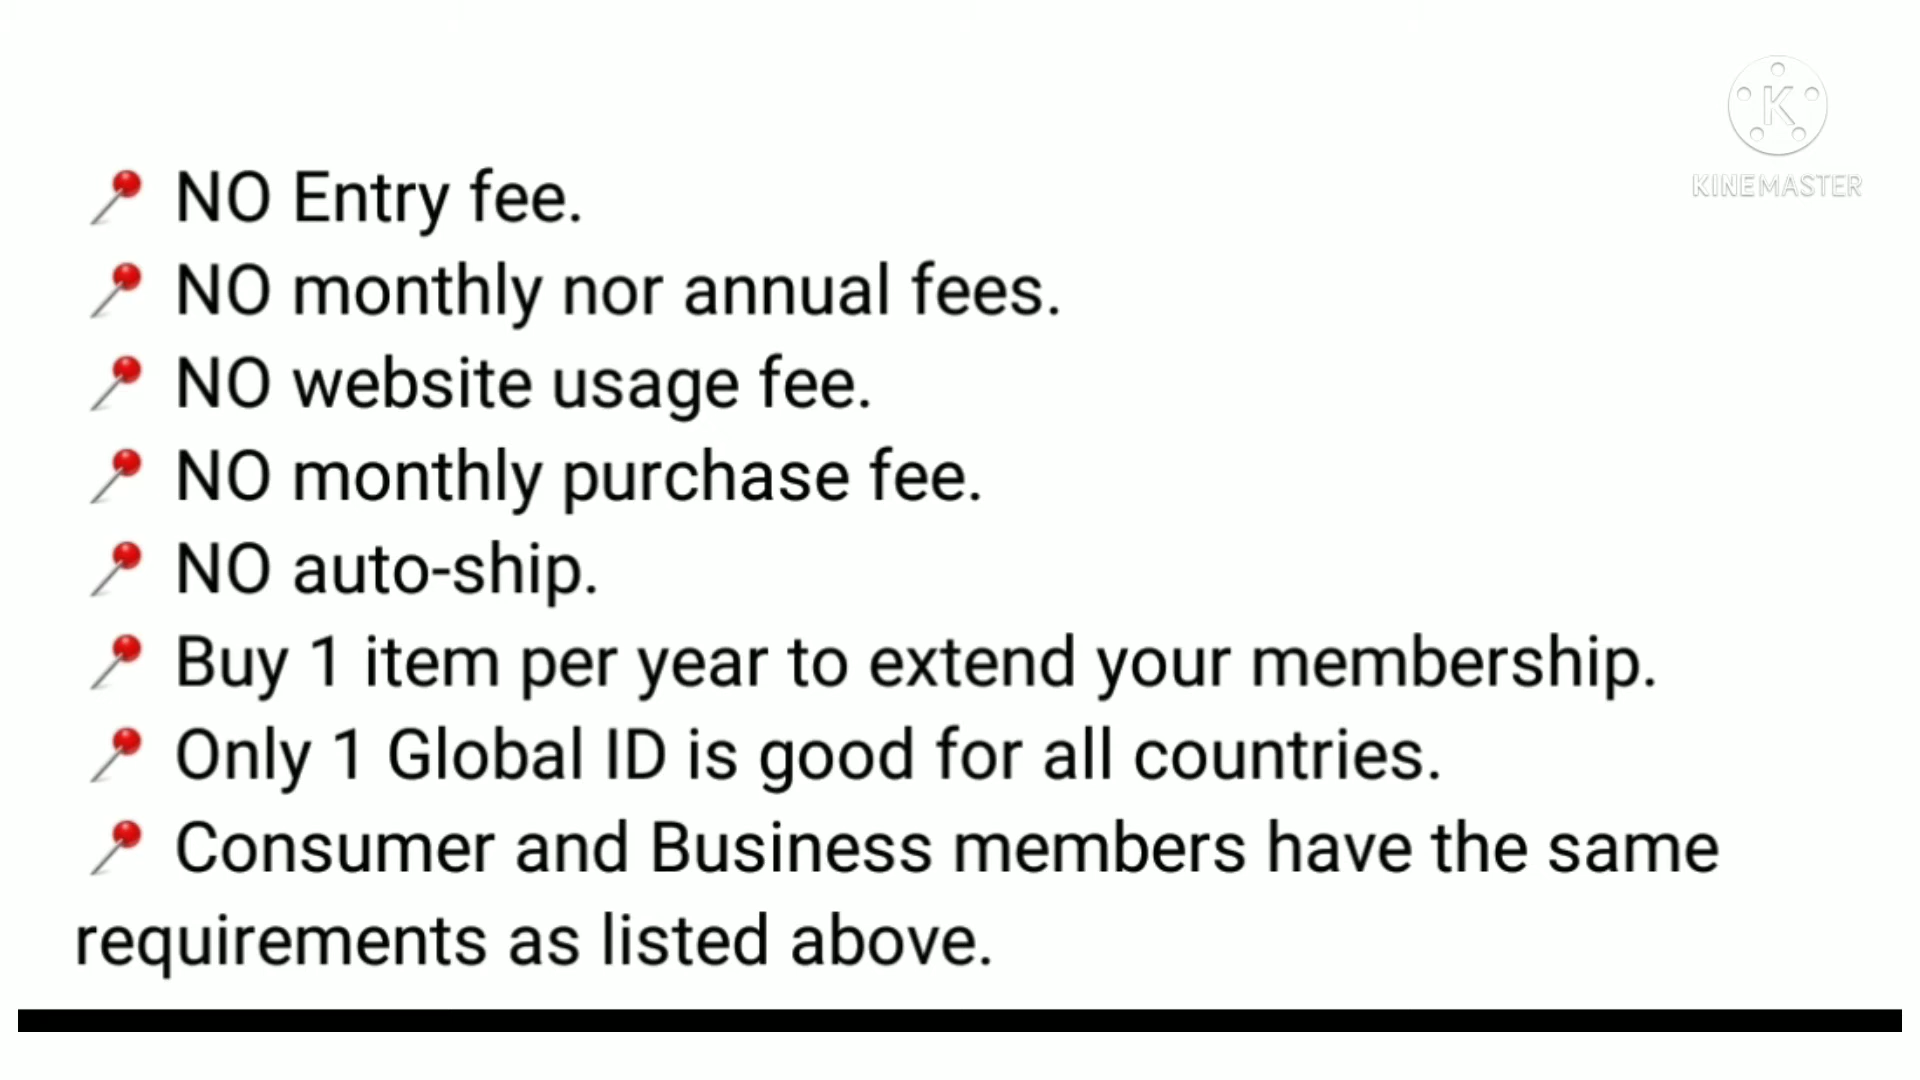 K
KINEMASTER
📍 NO Entry fee.
📍 NO monthly nor annual fees.
📍 NO website usage fee.
📍 NO monthly purchase fee.
📍 NO auto-ship.
📍 Buy 1 item per year to extend your membership.
📍 Only 1 Global ID is good for all countries.
📍 Consumer and Business members have the same
requirements as listed above.